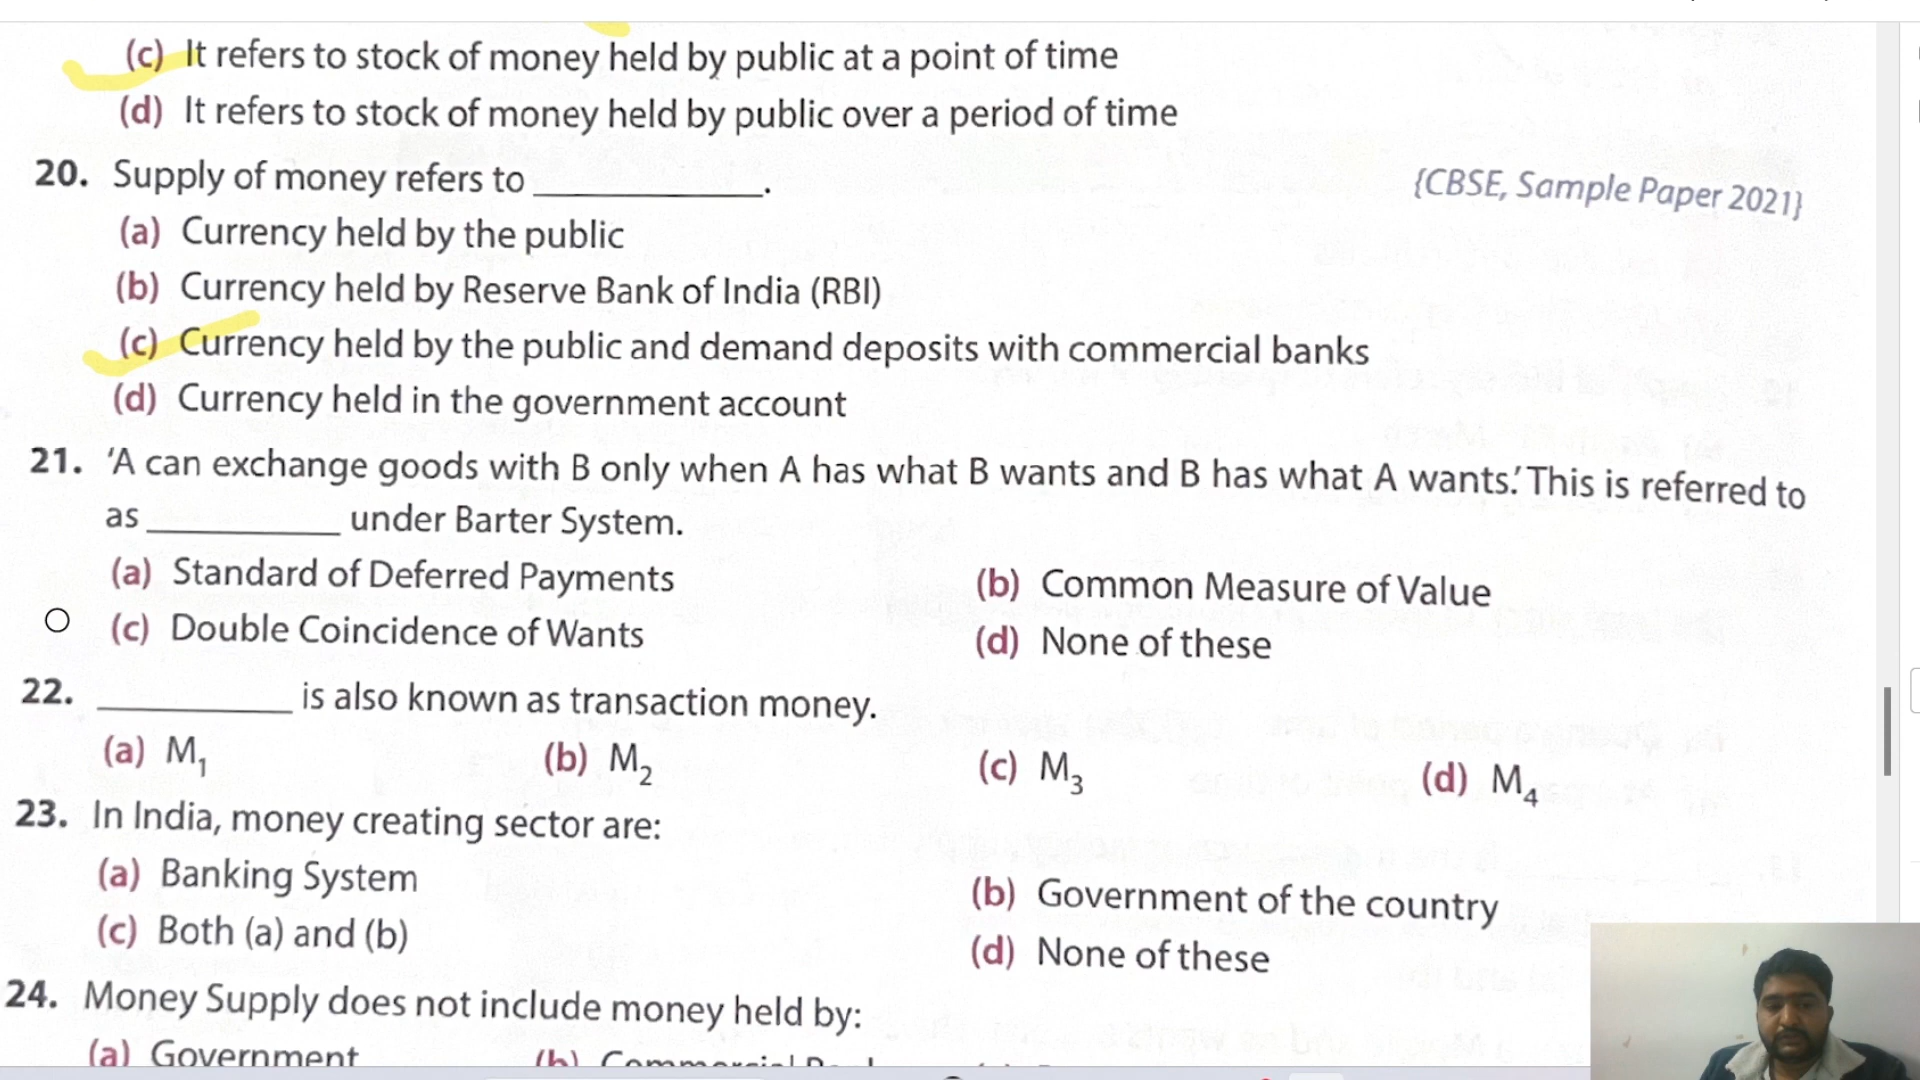 (c) It refers to stock of money held by public at a point of time
(d) It refers to stock of money held by public over a period of time
20. Supply of money refers to ____________. {CBSE, Sample Paper 2021}
(a) Currency held by the public
(b) Currency held by Reserve Bank of India (RBI)
(c) Currency held by the public and demand deposits with commercial banks
(d) Currency held in the government account
21. 'A can exchange goods with B only when A has what B wants and B has what A wants.' This is referred to
as __________ under Barter System.
(a) Standard of Deferred Payments (b) Common Measure of Value
(c) Double Coincidence of Wants (d) None of these
22. __________ is also known as transaction money.
(a) M₁ (b) M₂ (c) M₃ (d) M₄
23. In India, money creating sector are:
(a) Banking System (b) Government of the country
(c) Both (a) and (b) (d) None of these
24. Money Supply does not include money held by:
(a) Government (b) Commercial